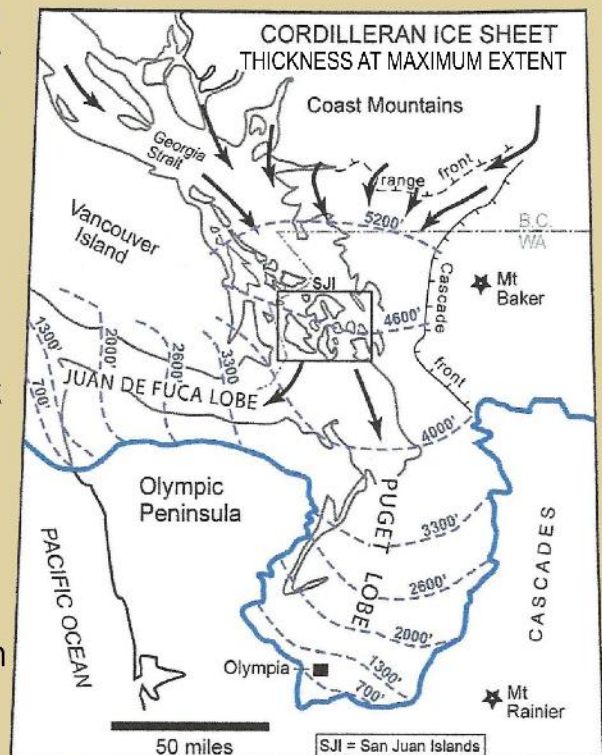 CORDILLERAN ICE SHEET
THICKNESS AT MAXIMUM EXTENT
Coast Mountains
Georgia
Strait
range
front
Vancouver
Island
5200'
B.C.
WA
SJI
Cascade
front
Mt
Baker
4600'
1300'
700'
2000'
2600'
3300
JUAN DE FUCA LOBE
4000'
Olympic
Peninsula
PUGET
LOBE
3300'
2600'
2000'
1300'
700'
CASCADES
PACIFIC OCEAN
Olympia
Mt
Rainier
50 miles
SJI = San Juan Islands
n